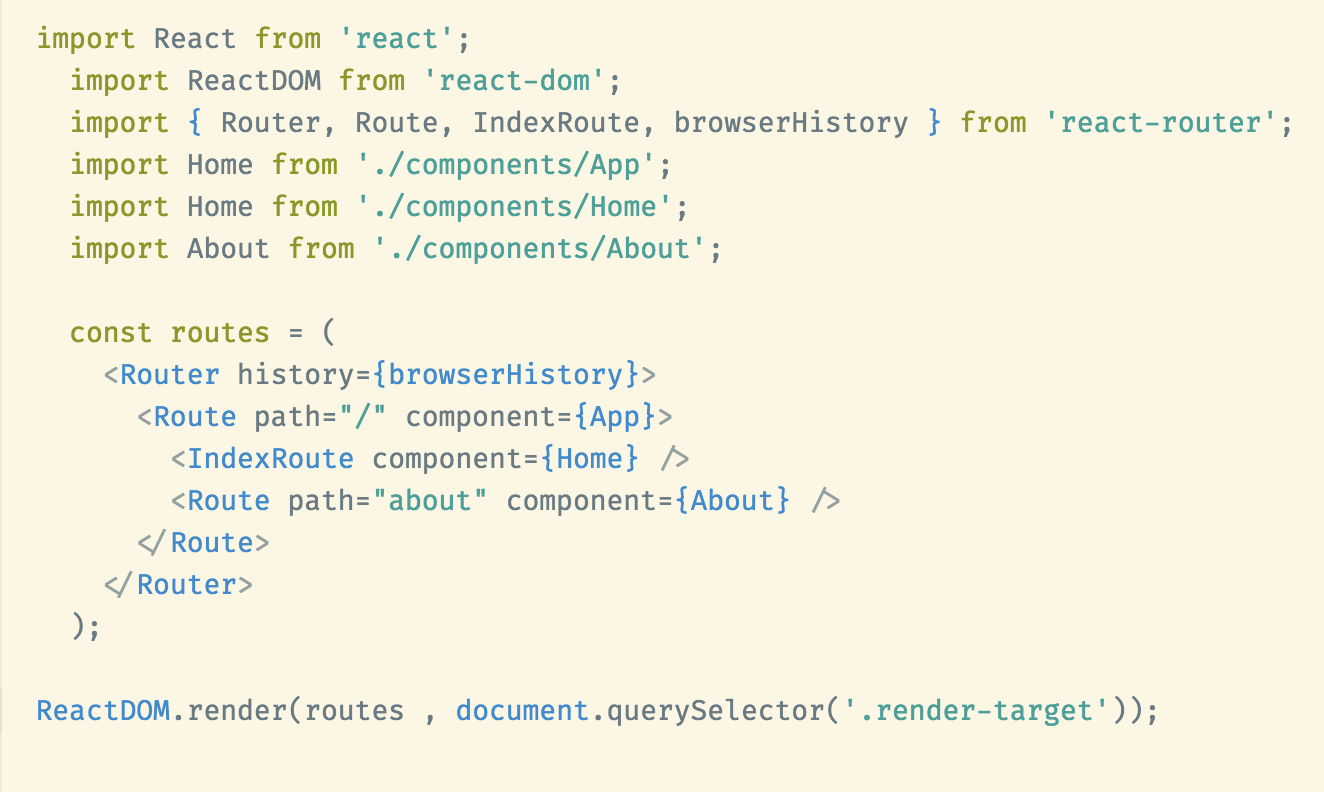 import React from 'react';
  import ReactDOM from 'react-dom';
  import { Router, Route, IndexRoute, browserHistory } from 'react-router';
  import Home from './components/App';
  import Home from './components/Home';
  import About from './components/About';

  const routes = (
    <Router history={browserHistory}>
      <Route path="/" component={App}>
        <IndexRoute component={Home} />
        <Route path="about" component={About} />
      </Route>
    </Router>
  );

ReactDOM.render(routes , document.querySelector('.render-target'));